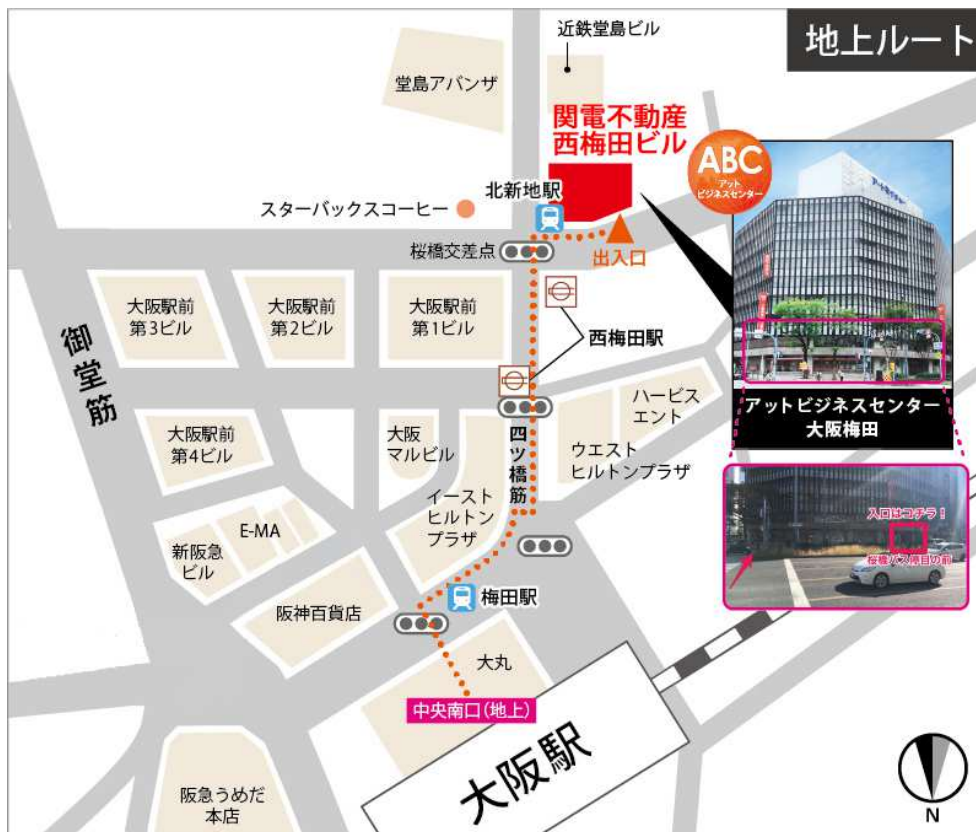 地上ルート
近鉄堂島ビル
堂島アバンザ
関電不動産
西梅田ビル
ABC
アット
ビジネスセンター
北新地駅
スターバックスコーヒー
桜橋交差点
出入口
大阪駅前
第3ビル
大阪駅前
第2ビル
大阪駅前
第1ビル
西梅田駅
御堂筋
アットビジネスセンター
大阪梅田
ハービス
エント
大阪駅前
第4ビル
大阪
マルビル
四ツ橋筋
ウエスト
ヒルトンプラザ
イースト
ヒルトン
プラザ
入口はコチラ！
桜橋バス停目の前
E-MA
新阪急
ビル
阪神百貨店
梅田駅
大丸
中央南口(地上)
大阪駅
阪急うめだ
本店
N